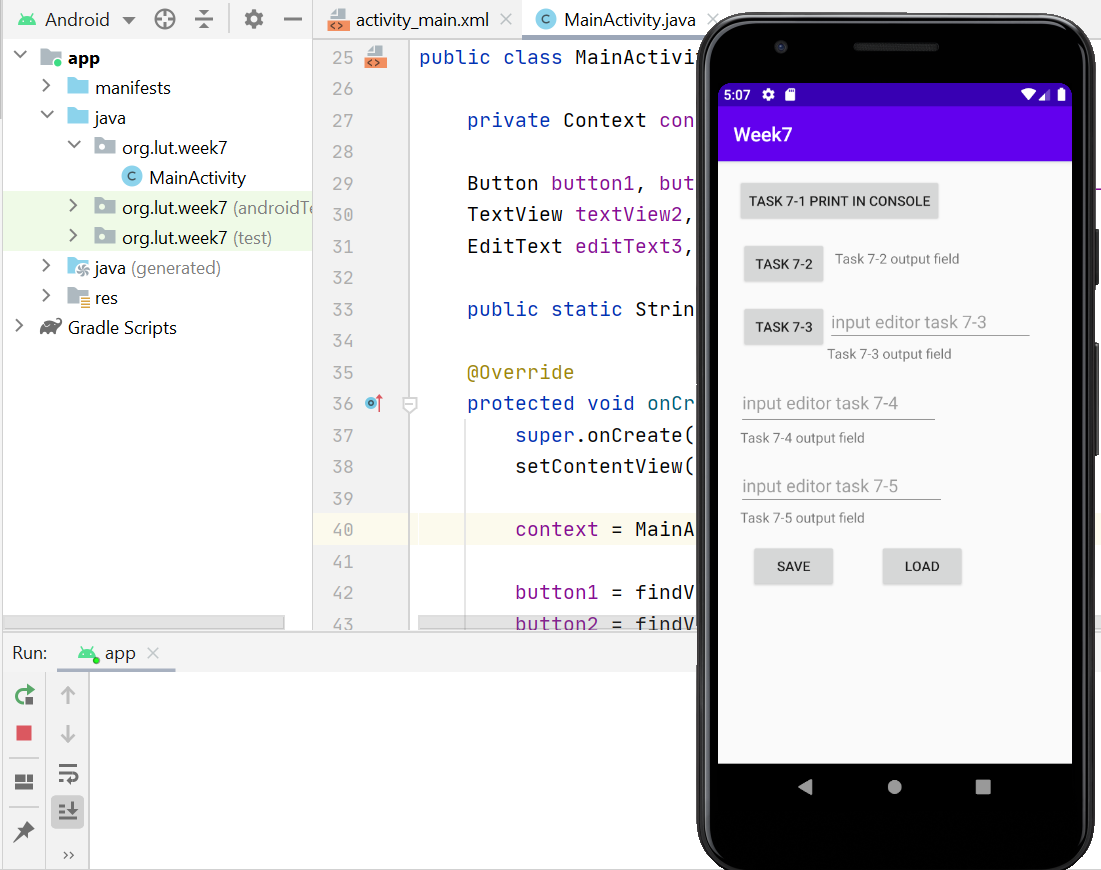 Android
activity_main.xml
MainActivity.java
app
manifests
java
org.lut.week7
MainActivity
org.lut.week7 (androidTe
org.lut.week7 (test)
java (generated)
res
Gradle Scripts
25 public class MainActivi
26
27 private Context con
28
29 Button button1, but
30 TextView textView2,
31 EditText editText3,
32
33 public static Strin
34
35 @Override
36 protected void onCr
37 super.onCreate(
38 setContentView(
39
40 context = MainA
41
42 button1 = findV
43 button2 = findV
Run: app
5:07
Week7
TASK 7-1 PRINT IN CONSOLE
TASK 7-2 Task 7-2 output field
TASK 7-3 input editor task 7-3
Task 7-3 output field
input editor task 7-4
Task 7-4 output field
input editor task 7-5
Task 7-5 output field
SAVE LOAD